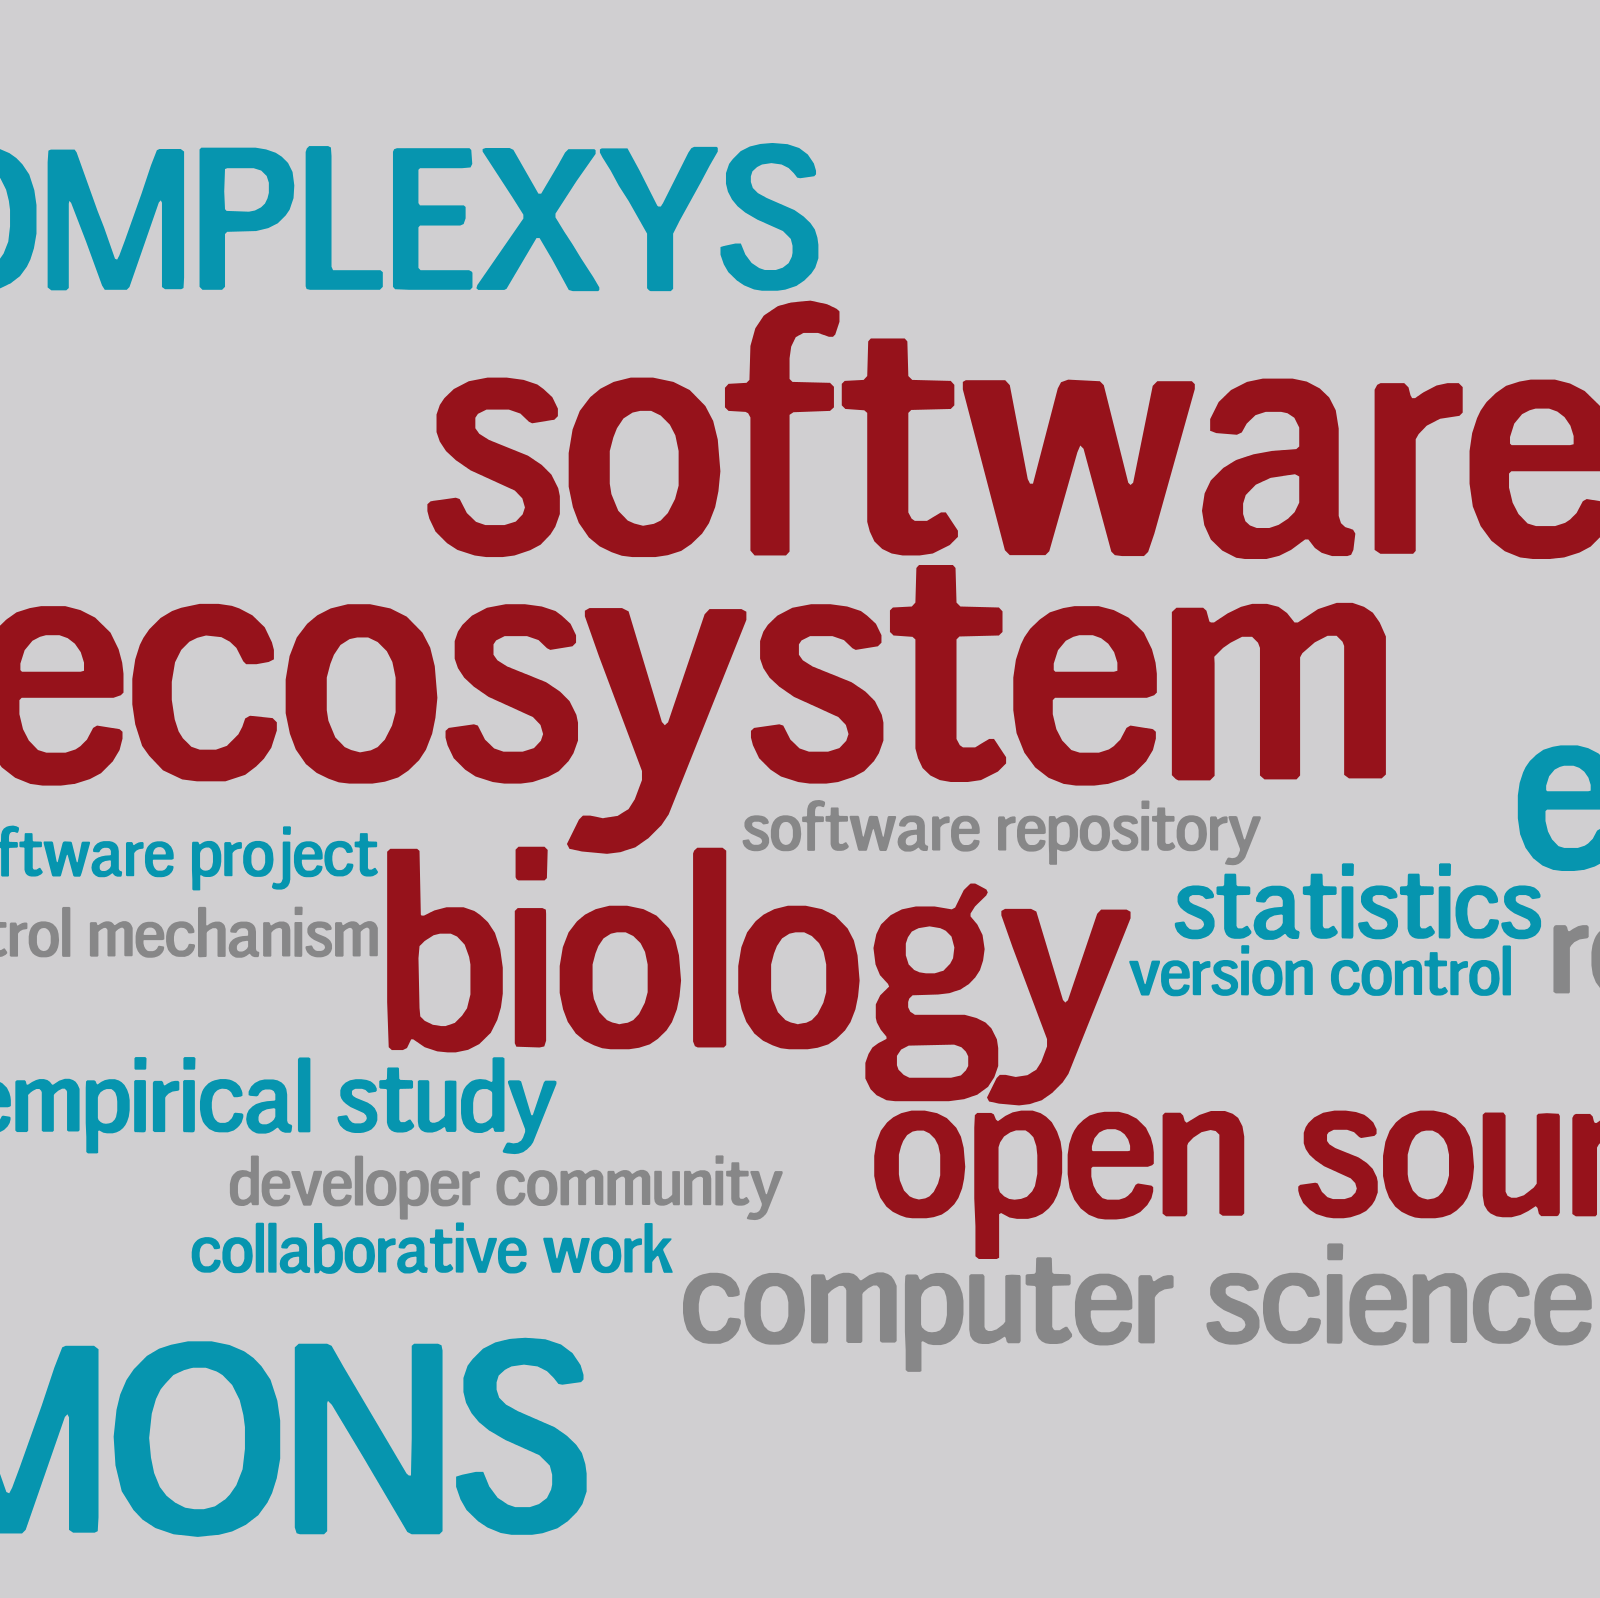 OMPLEXYS
software
ecosystem
software repository
ftware project
biology
statistics
trol mechanism
version control
empirical study
open sour
developer community
collaborative work
computer science
MONS